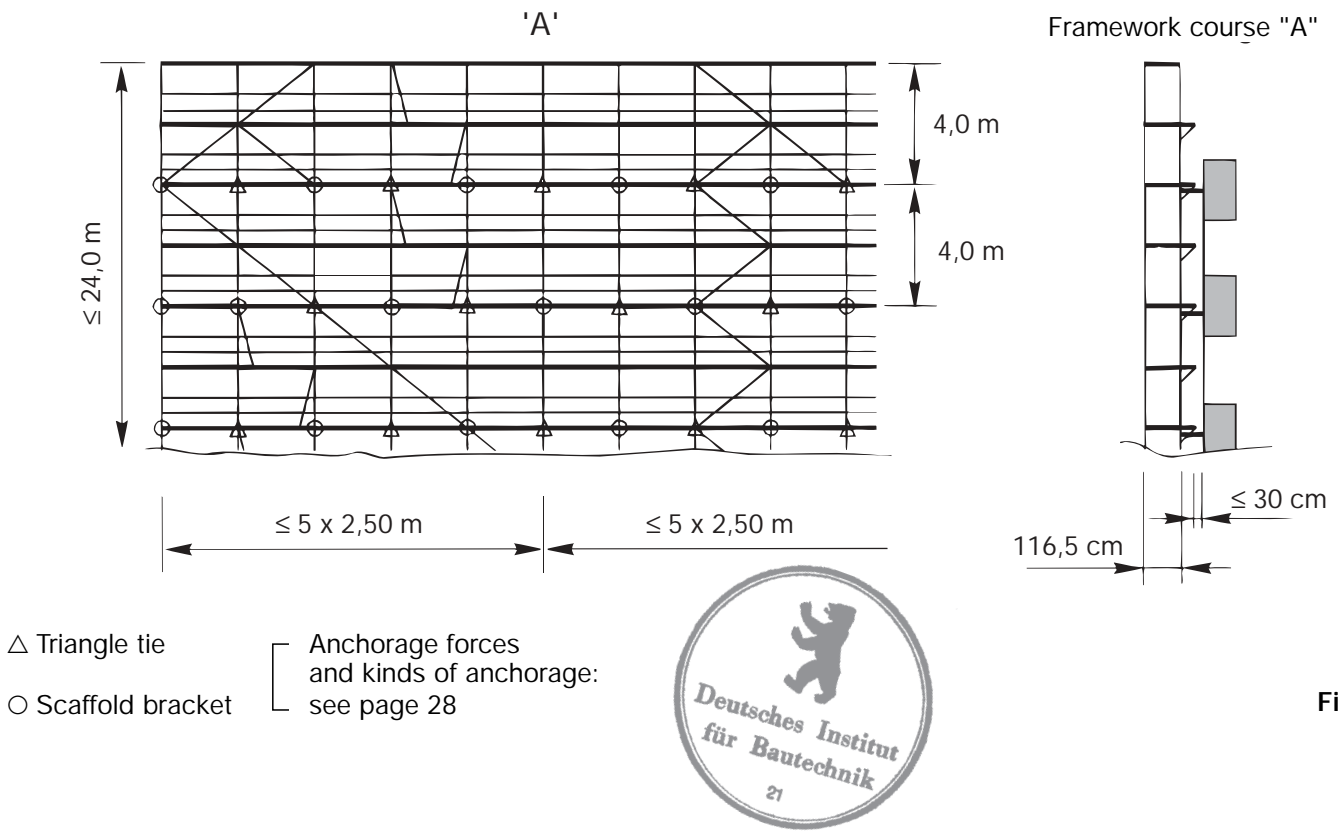 'A'
Framework course "A"
≤ 24,0 m
4,0 m
4,0 m
≤ 5 x 2,50 m
≤ 5 x 2,50 m
≤ 30 cm
116,5 cm
△ Triangle tie
○ Scaffold bracket
Anchorage forces
and kinds of anchorage:
see page 28
Deutsches Institut
für Bautechnik
21
Fi